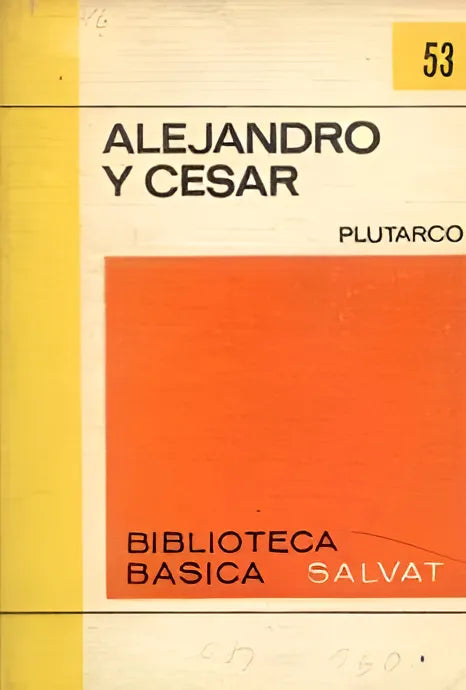 53
ALEJANDRO
Y CESAR
PLUTARCO
BIBLIOTECA
BASICA SALVAT